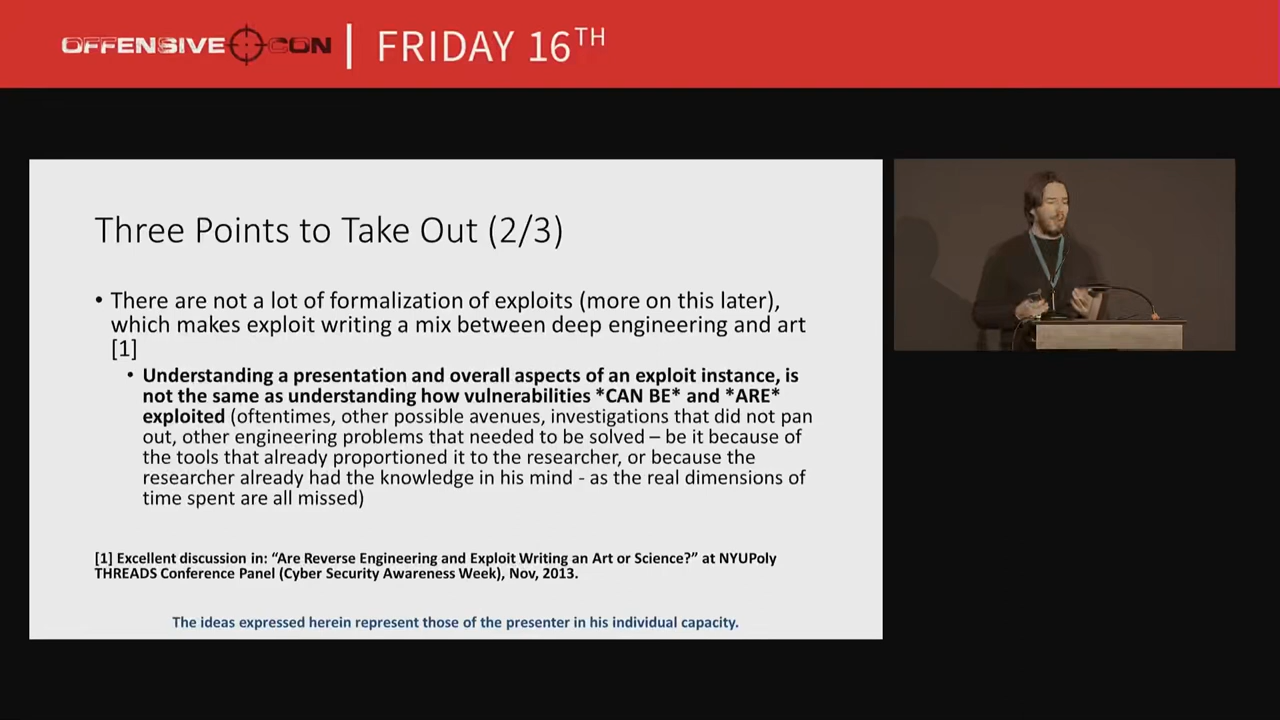 OFFENSIVE CON | FRIDAY 16TH
Three Points to Take Out (2/3)
• There are not a lot of formalization of exploits (more on this later),
which makes exploit writing a mix between deep engineering and art
[1]
• Understanding a presentation and overall aspects of an exploit instance, is
not the same as understanding how vulnerabilities *CAN BE* and *ARE*
exploited (oftentimes, other possible avenues, investigations that did not pan
out, other engineering problems that needed to be solved – be it because of
the tools that already proportioned it to the researcher, or because the
researcher already had the knowledge in his mind - as the real dimensions of
time spent are all missed)
[1] Excellent discussion in: “Are Reverse Engineering and Exploit Writing an Art or Science?” at NYUPoly
THREADS Conference Panel (Cyber Security Awareness Week), Nov, 2013.
The ideas expressed herein represent those of the presenter in his individual capacity.